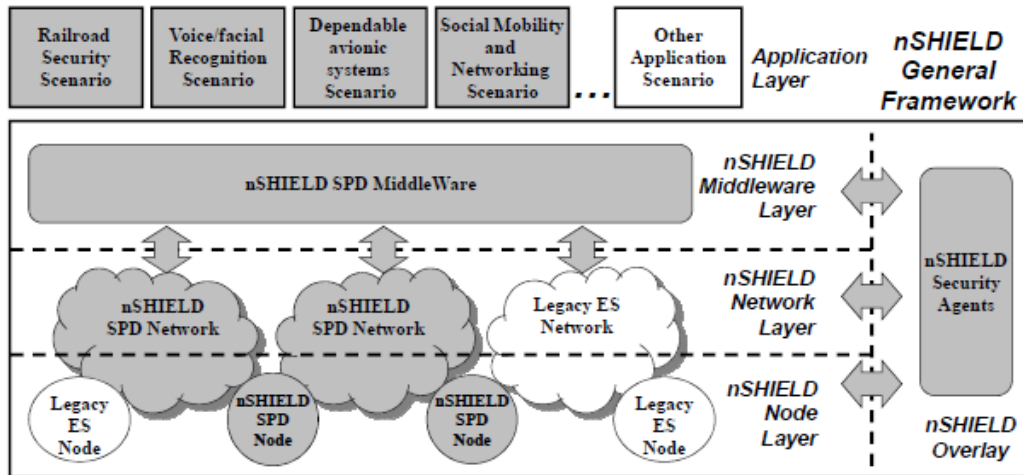 Railroad
Security
Scenario
Voice/facial
Recognition
Scenario
Dependable
avionic
systems
Scenario
Social Mobility
and
Networking
Scenario
...
Other
Application
Scenario
Application
Layer
nSHIELD
General
Framework
nSHIELD SPD MiddleWare
nSHIELD
Middleware
Layer
nSHIELD
SPD Network
nSHIELD
SPD Network
Legacy ES
Network
nSHIELD
Network
Layer
nSHIELD
Security
Agents
Legacy
ES
Node
nSHIELD
SPD
Node
nSHIELD
SPD
Node
Legacy
ES
Node
nSHIELD
Node
Layer
nSHIELD
Overlay